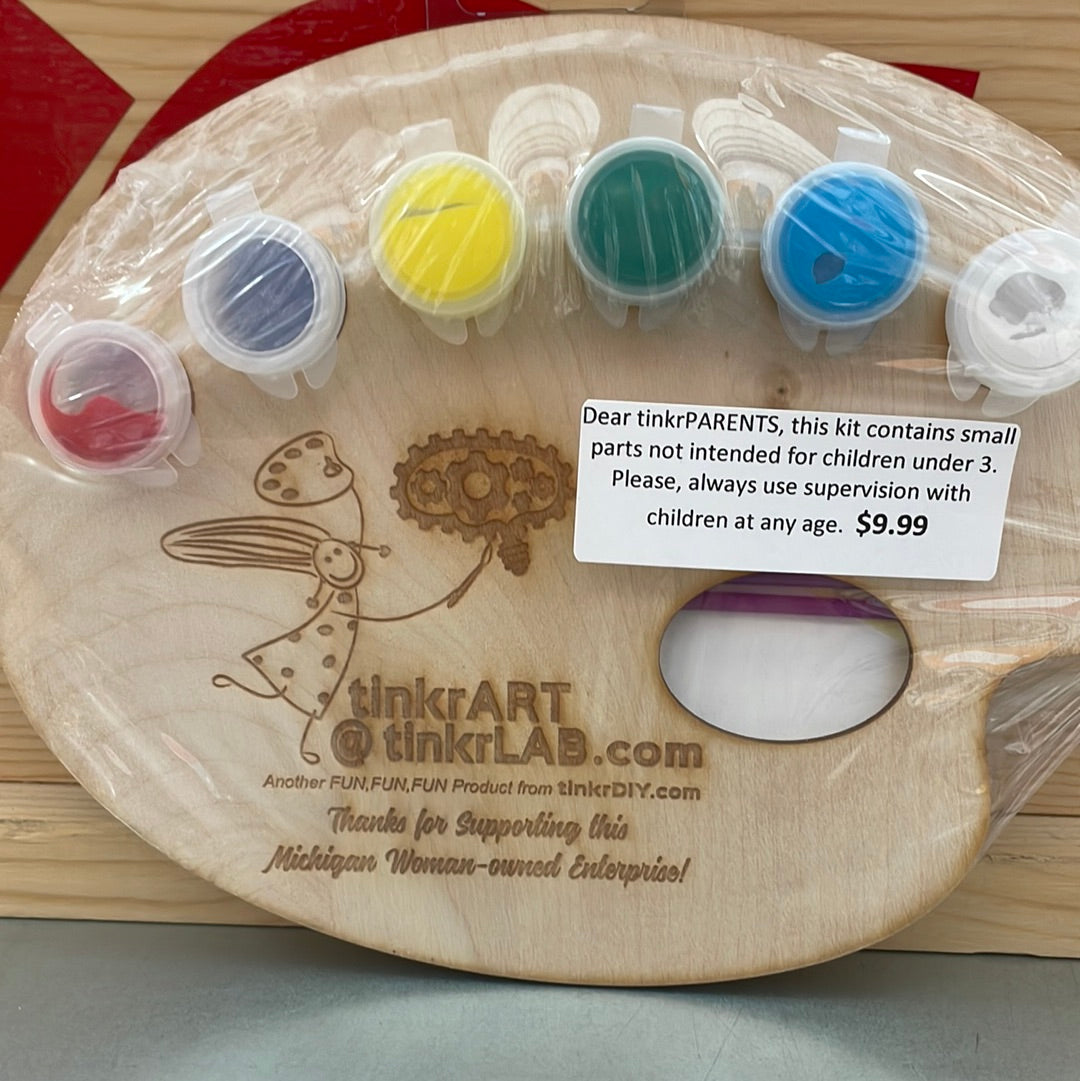 Dear tinkrPARENTS, this kit contains small
parts not intended for children under 3.
Please, always use supervision with
children at any age. $9.99
tinkrART
@ tinkrLAB.com
Another FUN,FUN,FUN Product from tinkrDIY.com
Thanks for Supporting this
Michigan Woman-owned Enterprise!